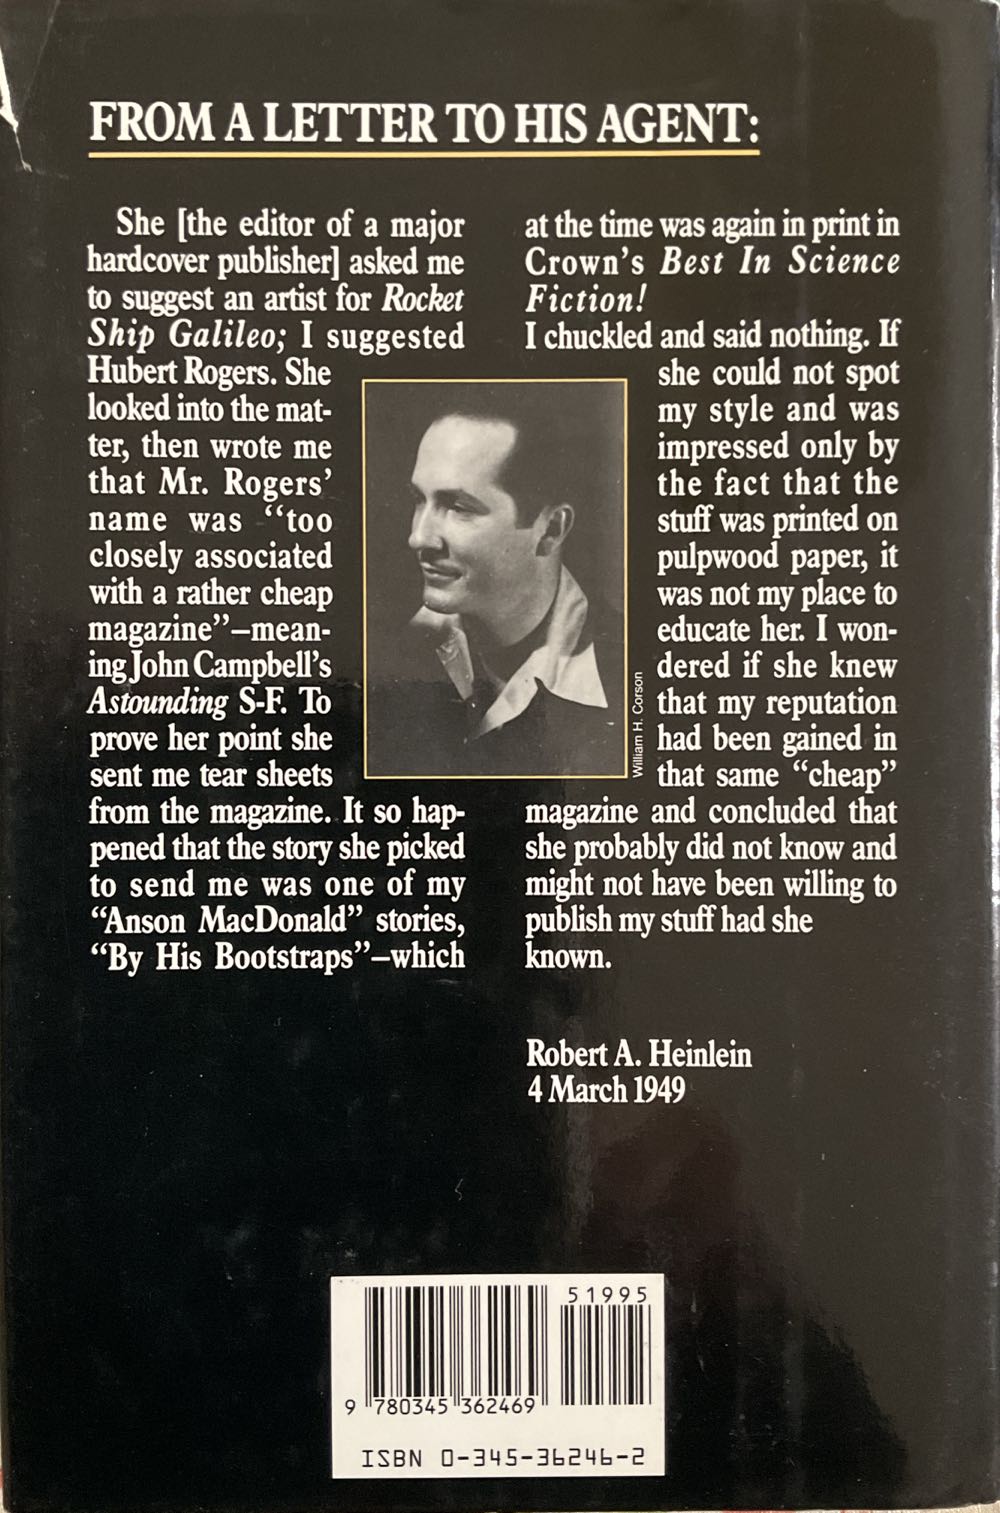 FROM A LETTER TO HIS AGENT:
She [the editor of a major
hardcover publisher] asked me
to suggest an artist for Rocket
Ship Galileo; I suggested
Hubert Rogers. She
looked into the mat-
ter, then wrote me
that Mr. Rogers’
name was “too
closely associated
with a rather cheap
magazine”—mean-
ing John Campbell’s
Astounding S-F. To
prove her point she
sent me tear sheets
from the magazine. It so hap-
pened that the story she picked
to send me was one of my
“Anson MacDonald” stories,
“By His Bootstraps”—which
at the time was again in print in
Crown’s Best In Science
Fiction!
I chuckled and said nothing. If
she could not spot
my style and was
impressed only by
the fact that the
stuff was printed on
pulpwood paper, it
was not my place to
educate her. I won-
dered if she knew
that my reputation
had been gained in
that same “cheap”
magazine and concluded that
she probably did not know and
might not have been willing to
publish my stuff had she
known.
William H. Corson
Robert A. Heinlein
4 March 1949
51995
9 780345 362469
ISBN 0-345-36246-2